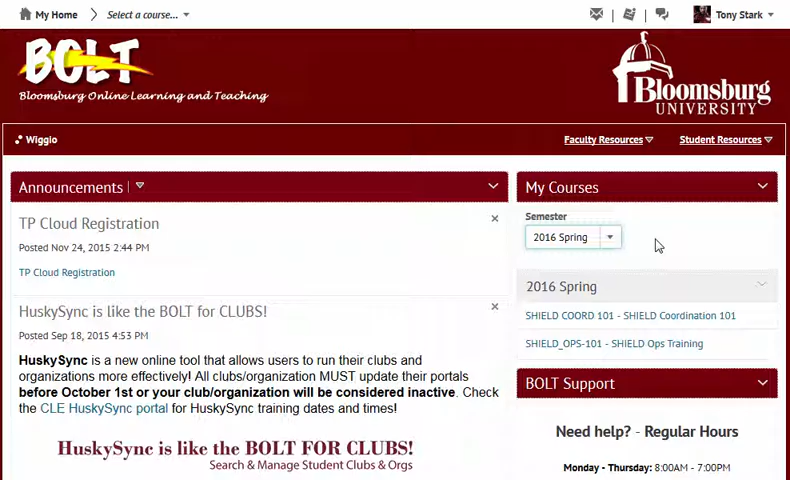 My Home
Select a course...
Tony Stark
BOLT
Bloomsburg Online Learning and Teaching
Bloomsburg
UNIVERSITY
Wiggio
Faculty Resources
Student Resources
Announcements
TP Cloud Registration
Posted Nov 24, 2015 2:44 PM
TP Cloud Registration
HuskySync is like the BOLT for CLUBS!
Posted Sep 18, 2015 4:53 PM
HuskySync is a new online tool that allows users to run their clubs and
organizations more effectively! All clubs/organization MUST update their portals
before October 1st or your club/organization will be considered inactive. Check
the CLE HuskySync portal for HuskySync training dates and times!
HuskySync is like the BOLT FOR CLUBS!
Search & Manage Student Clubs & Orgs
My Courses
Semester
2016 Spring
2016 Spring
SHIELD COORD 101 - SHIELD Coordination 101
SHIELD_OPS-101 - SHIELD Ops Training
BOLT Support
Need help? - Regular Hours
Monday - Thursday: 8:00AM - 7:00PM